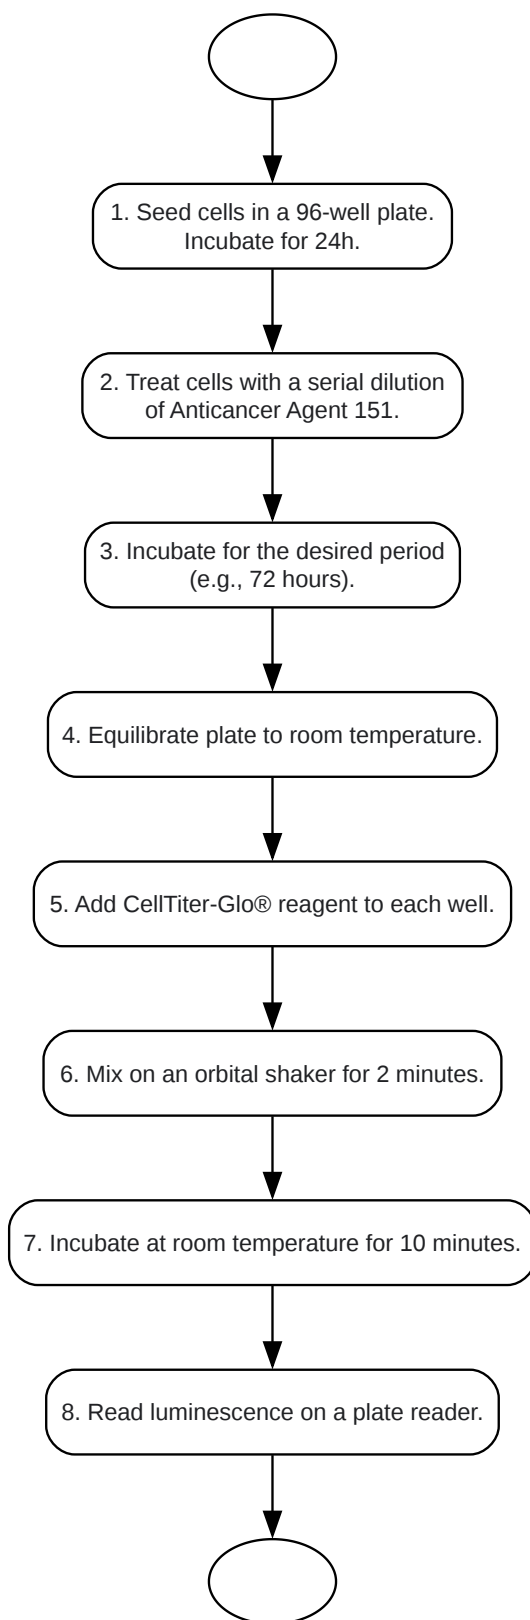 1. Seed cells in a 96-well plate.
Incubate for 24h.
2. Treat cells with a serial dilution
of Anticancer Agent 151.
3. Incubate for the desired period
(e.g., 72 hours).
4. Equilibrate plate to room temperature.
5. Add CellTiter-Glo® reagent to each well.
6. Mix on an orbital shaker for 2 minutes.
7. Incubate at room temperature for 10 minutes.
8. Read luminescence on a plate reader.